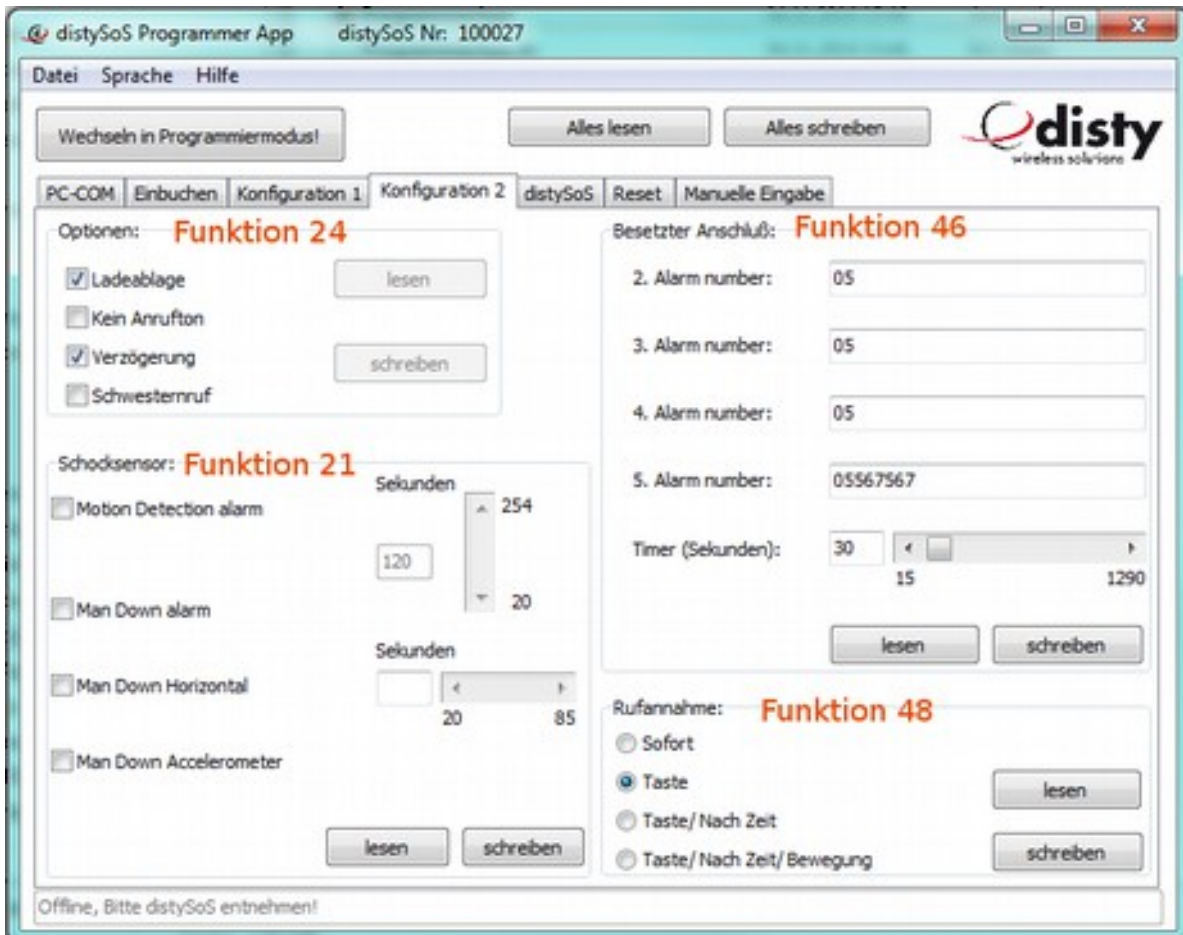 distySoS Programmer App distySoS Nr: 100027
Datei Sprache Hilfe
Wechseln in Programmiermodus!
Alles lesen
Alles schreiben
disty
wireless solutions
PC-COM Einbuchen Konfiguration 1 Konfiguration 2 distySoS Reset Manuelle Eingabe
Optionen: Funktion 24
Ladeablage
lesen
Kein Anrufton
Verzögerung
schreiben
Schwesternruf
Schocksensor: Funktion 21
Sekunden
Motion Detection alarm
254
120
20
Man Down alarm
Sekunden
Man Down Horizontal
20 85
Man Down Accelerometer
lesen schreiben
Besetzter Anschluß: Funktion 46
2. Alarm number: 05
3. Alarm number: 05
4. Alarm number: 05
5. Alarm number: 05567567
Timer (Sekunden): 30
15 1290
lesen schreiben
Rufannahme: Funktion 48
Sofort
Taste
lesen
Taste/ Nach Zeit
Taste/ Nach Zeit/ Bewegung
schreiben
Offline, Bitte distySoS entnehmen!